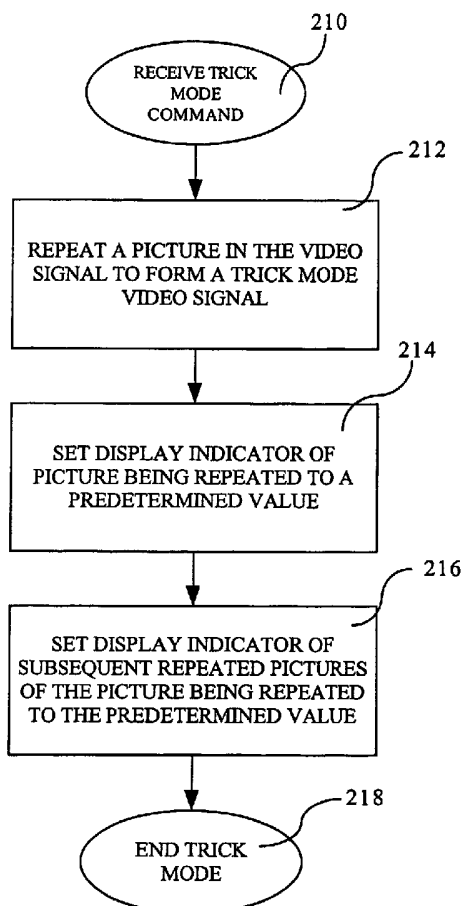 210
RECEIVE TRICK
MODE
COMMAND
212
REPEAT A PICTURE IN THE VIDEO
SIGNAL TO FORM A TRICK MODE
VIDEO SIGNAL
214
SET DISPLAY INDICATOR OF
PICTURE BEING REPEATED TO A
PREDETERMINED VALUE
216
SET DISPLAY INDICATOR OF
SUBSEQUENT REPEATED PICTURES
OF THE PICTURE BEING REPEATED
TO THE PREDETERMINED VALUE
218
END TRICK
MODE